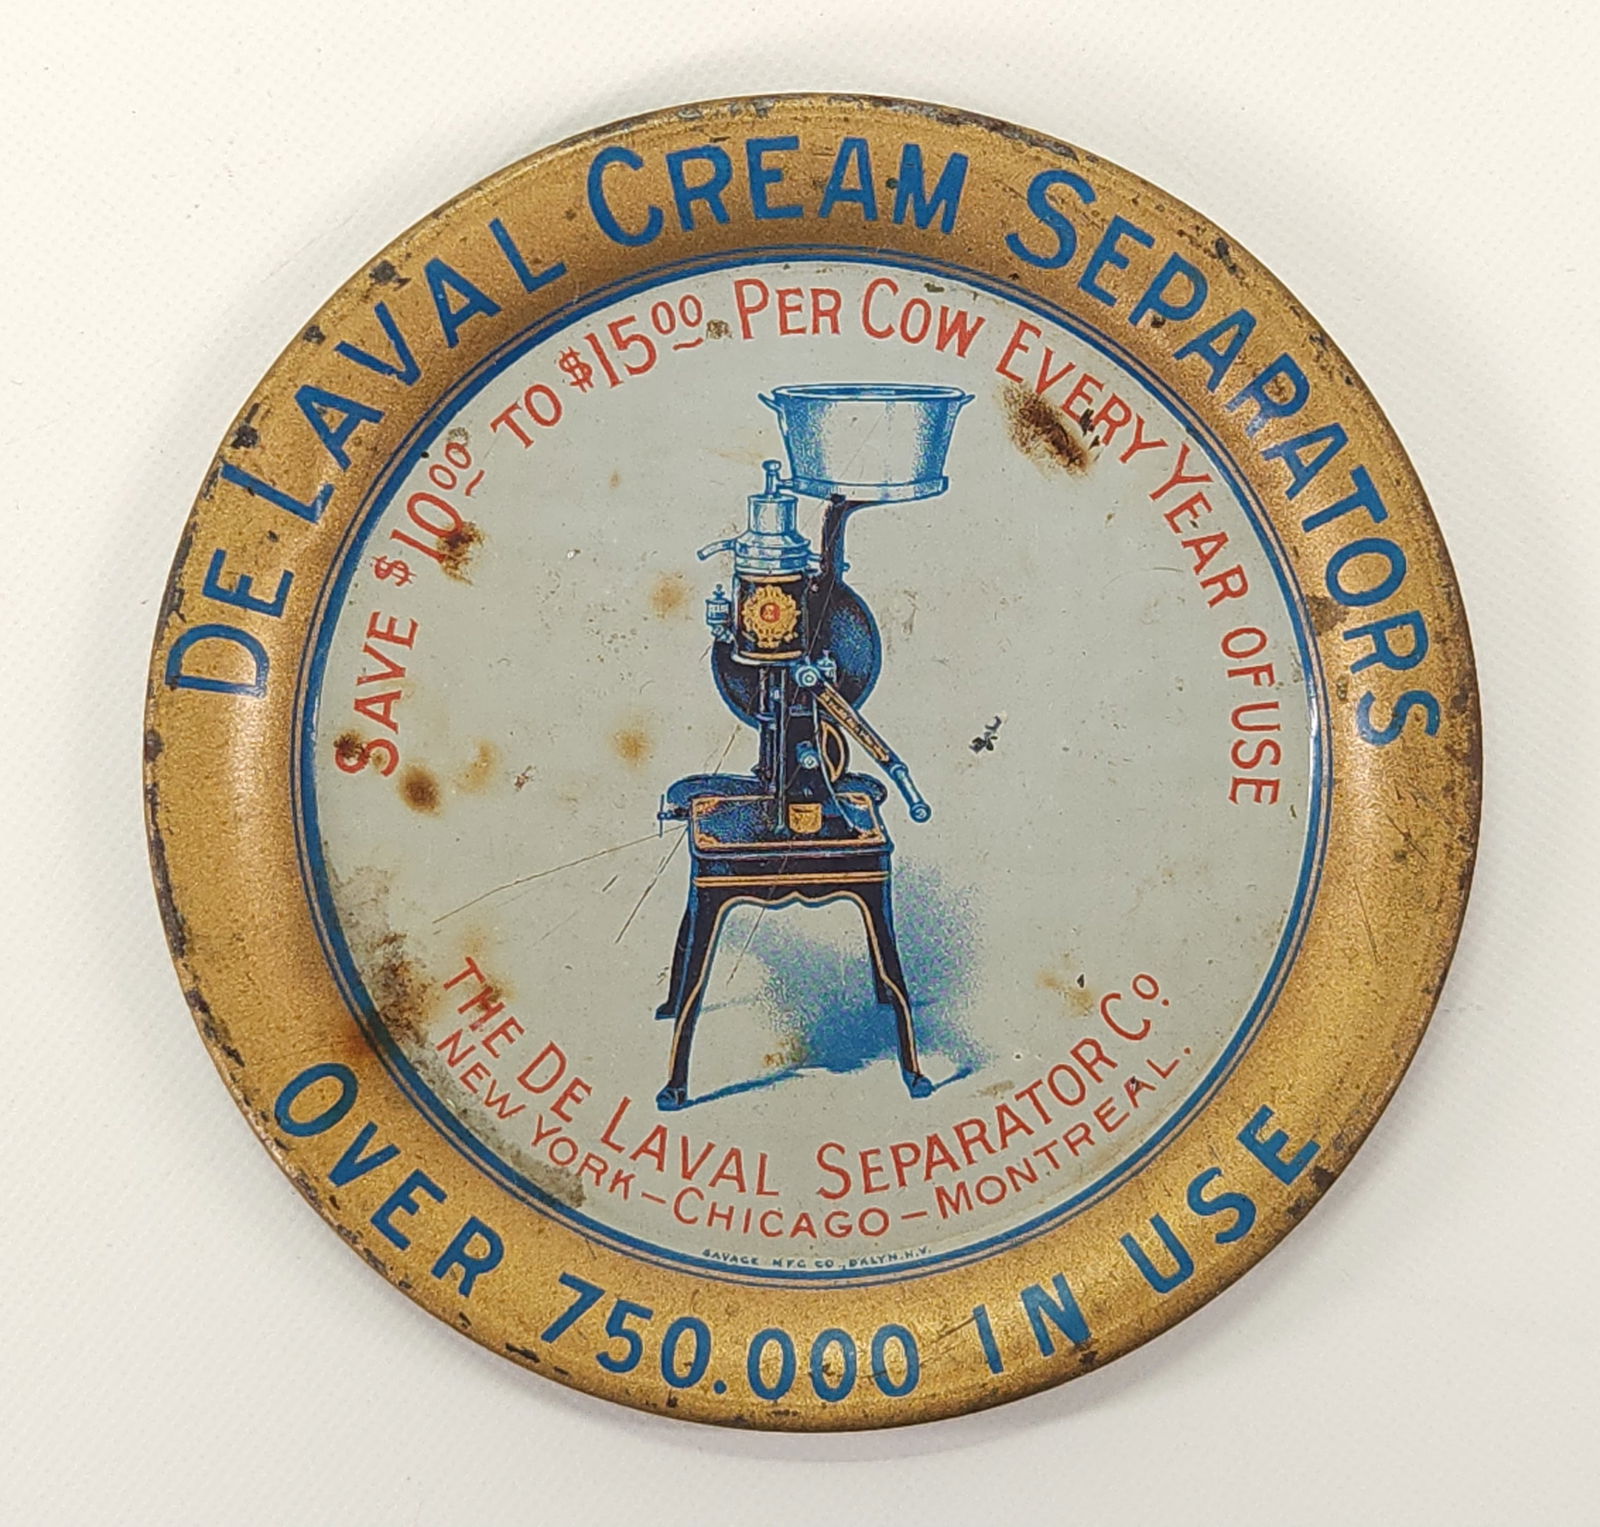 DE LAVAL CREAM SEPARATORS
SAVE $10.00 TO $15.00 PER COW EVERY YEAR OF USE
THE DE LAVAL SEPARATOR CO.
NEW YORK-CHICAGO-MONTREAL.
SAVAGE MFG CO., BKLYN. N.Y.
OVER 750.000 IN USE